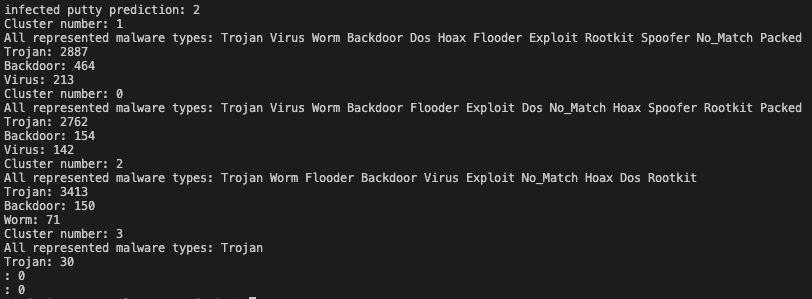 infected putty prediction: 2
Cluster number: 1
All represented malware types: Trojan Virus Worm Backdoor Dos Hoax Flooder Exploit Rootkit Spoofer No_Match Packed
Trojan: 2887
Backdoor: 464
Virus: 213
Cluster number: 0
All represented malware types: Trojan Virus Worm Backdoor Flooder Exploit Dos No_Match Hoax Spoofer Rootkit Packed
Trojan: 2762
Backdoor: 154
Virus: 142
Cluster number: 2
All represented malware types: Trojan Worm Flooder Backdoor Virus Exploit No_Match Hoax Dos Rootkit
Trojan: 3413
Backdoor: 150
Worm: 71
Cluster number: 3
All represented malware types: Trojan
Trojan: 30
: 0
: 0